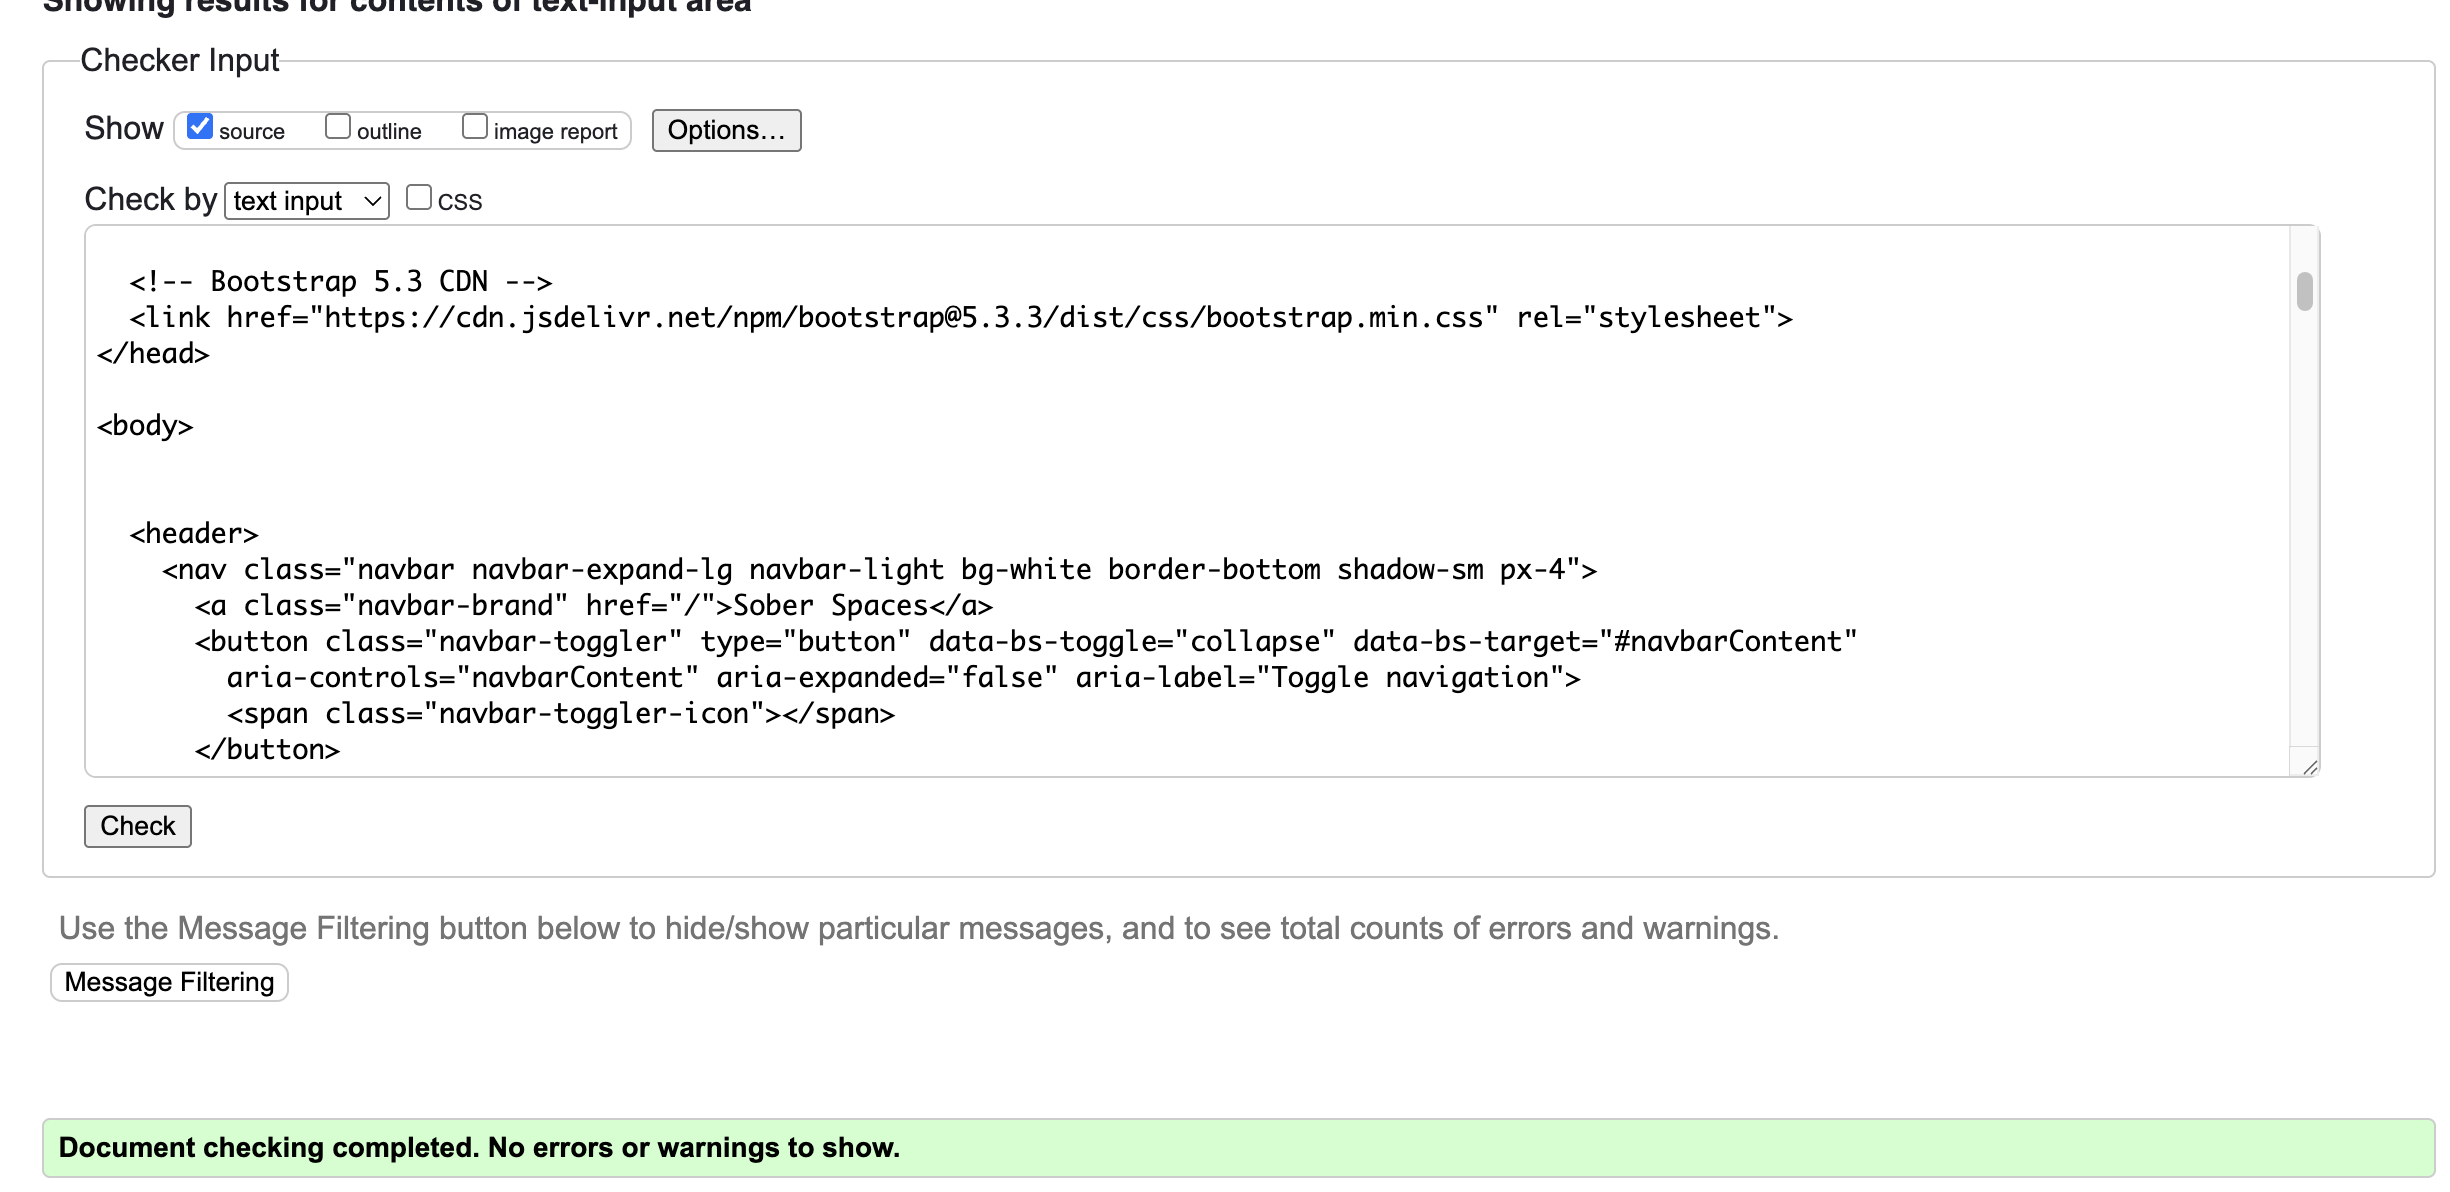 Showing results for contents of text-input area
Checker Input
Show source outline image report Options…
Check by text input CSS
<!-- Bootstrap 5.3 CDN -->
<link href="https://cdn.jsdelivr.net/npm/bootstrap@5.3.3/dist/css/bootstrap.min.css" rel="stylesheet">
</head>
<body>
<header>
<nav class="navbar navbar-expand-lg navbar-light bg-white border-bottom shadow-sm px-4">
<a class="navbar-brand" href="/">Sober Spaces</a>
<button class="navbar-toggler" type="button" data-bs-toggle="collapse" data-bs-target="#navbarContent"
aria-controls="navbarContent" aria-expanded="false" aria-label="Toggle navigation">
<span class="navbar-toggler-icon"></span>
</button>
Check
Use the Message Filtering button below to hide/show particular messages, and to see total counts of errors and warnings.
Message Filtering
Document checking completed. No errors or warnings to show.